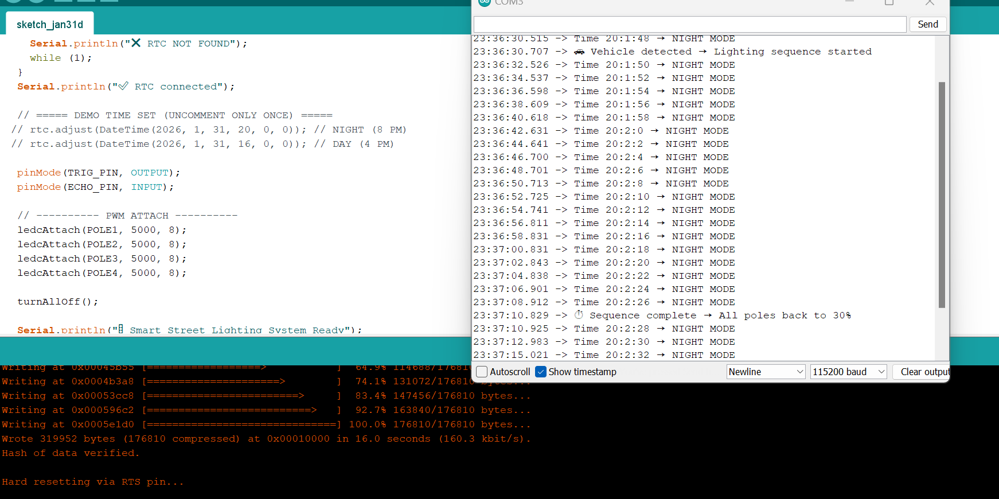 sketch_jan31d
Serial.println("❌ RTC NOT FOUND");
while (1);
}
Serial.println("✅ RTC connected");
// ===== DEMO TIME SET (UNCOMMENT ONLY ONCE) =====
// rtc.adjust(DateTime(2026, 1, 31, 20, 0, 0)); // NIGHT (8 PM)
// rtc.adjust(DateTime(2026, 1, 31, 16, 0, 0)); // DAY (4 PM)
pinMode(TRIG_PIN, OUTPUT);
pinMode(ECHO_PIN, INPUT);
// ---------- PWM ATTACH ----------
ledcAttach(POLE1, 5000, 8);
ledcAttach(POLE2, 5000, 8);
ledcAttach(POLE3, 5000, 8);
ledcAttach(POLE4, 5000, 8);
turnAllOff();
Serial.println("🚦 Smart Street Lighting System Ready");
COM3
Send
23:36:30.515 -> Time 20:1:48 → NIGHT MODE
23:36:30.707 -> 🚗 Vehicle detected → Lighting sequence started
23:36:32.526 -> Time 20:1:50 → NIGHT MODE
23:36:34.537 -> Time 20:1:52 → NIGHT MODE
23:36:36.598 -> Time 20:1:54 → NIGHT MODE
23:36:38.609 -> Time 20:1:56 → NIGHT MODE
23:36:40.618 -> Time 20:1:58 → NIGHT MODE
23:36:42.631 -> Time 20:2:0 → NIGHT MODE
23:36:44.641 -> Time 20:2:2 → NIGHT MODE
23:36:46.700 -> Time 20:2:4 → NIGHT MODE
23:36:48.701 -> Time 20:2:6 → NIGHT MODE
23:36:50.713 -> Time 20:2:8 → NIGHT MODE
23:36:52.725 -> Time 20:2:10 → NIGHT MODE
23:36:54.741 -> Time 20:2:12 → NIGHT MODE
23:36:56.811 -> Time 20:2:14 → NIGHT MODE
23:36:58.831 -> Time 20:2:16 → NIGHT MODE
23:37:00.831 -> Time 20:2:18 → NIGHT MODE
23:37:02.843 -> Time 20:2:20 → NIGHT MODE
23:37:04.838 -> Time 20:2:22 → NIGHT MODE
23:37:06.901 -> Time 20:2:24 → NIGHT MODE
23:37:08.912 -> Time 20:2:26 → NIGHT MODE
23:37:10.829 -> ⏱ Sequence complete → All poles back to 30%
23:37:10.925 -> Time 20:2:28 → NIGHT MODE
23:37:12.983 -> Time 20:2:30 → NIGHT MODE
23:37:15.021 -> Time 20:2:32 → NIGHT MODE
Autoscroll Show timestamp Newline 115200 baud Clear output
Writing at 0x00045b55 [==================> ] 64.9% 114688/176810
Writing at 0x0004b3a8 [=====================> ] 74.1% 131072/176810 bytes...
Writing at 0x00053cc8 [========================> ] 83.4% 147456/176810 bytes...
Writing at 0x000596c2 [==========================> ] 92.7% 163840/176810 bytes...
Writing at 0x0005e1d0 [==============================] 100.0% 176810/176810 bytes...
Wrote 319952 bytes (176810 compressed) at 0x00010000 in 16.0 seconds (160.3 kbit/s).
Hash of data verified.
Hard resetting via RTS pin...